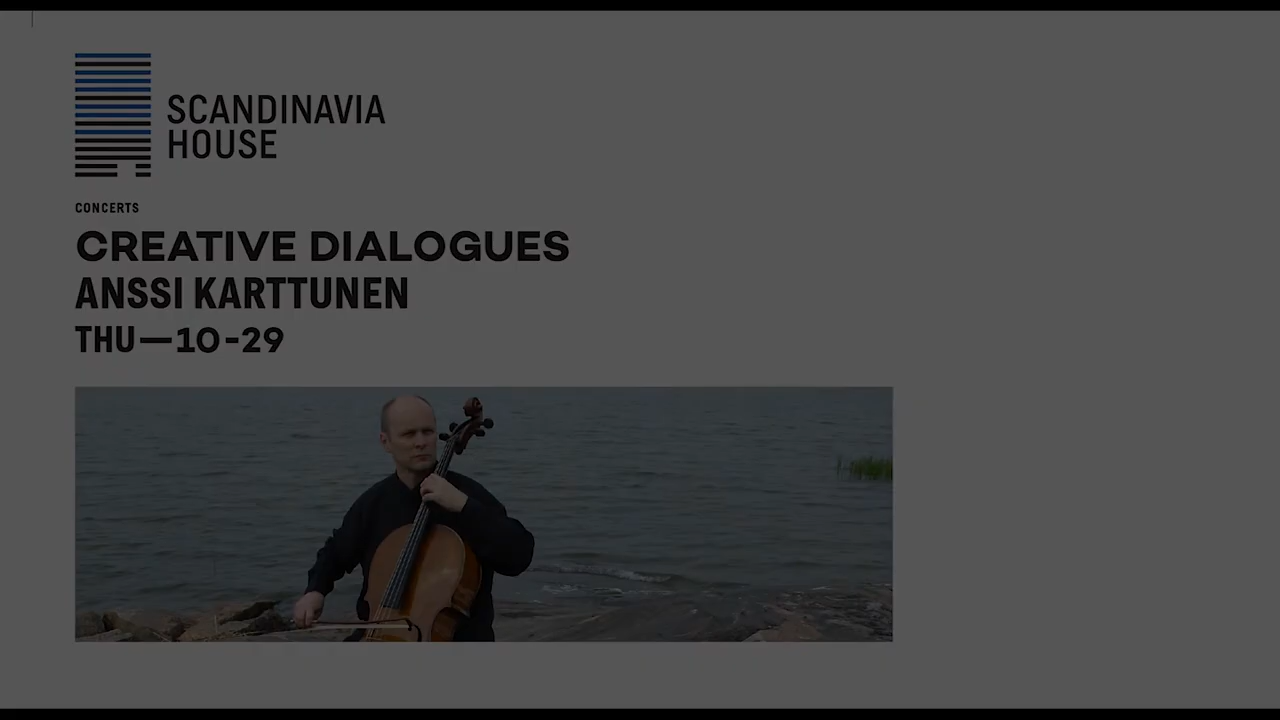 SCANDINAVIA
HOUSE
CONCERTS
CREATIVE DIALOGUES
ANSSI KARTTUNEN
THU—10-29